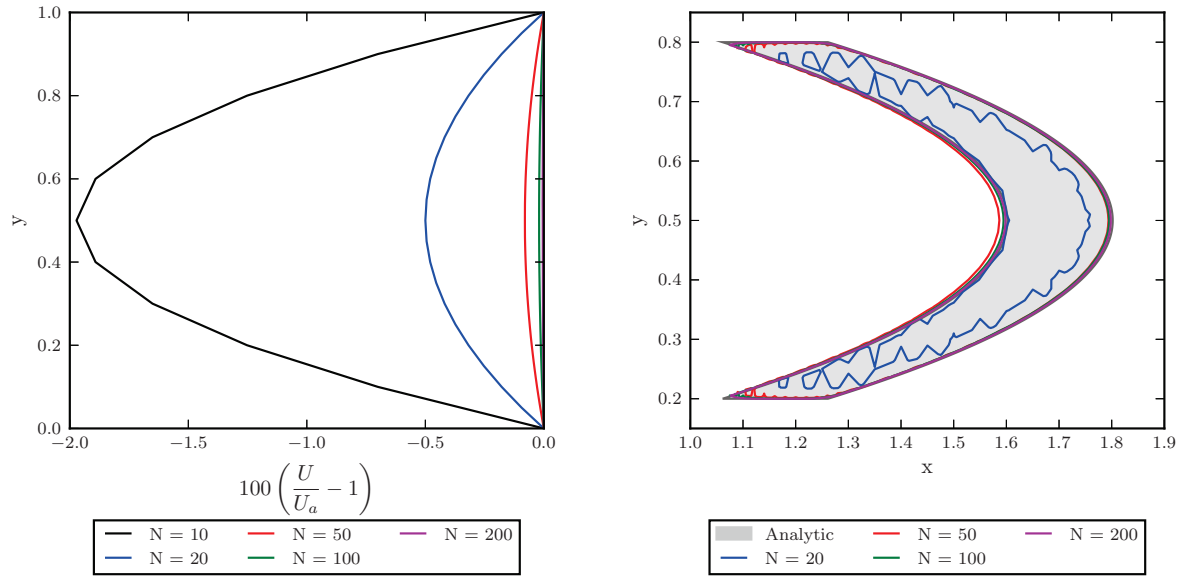 1.0
0.8
0.6
y
0.4
0.2
0.0
−2.0 −1.5 −1.0 −0.5 0.0
100 ( U / U_a − 1 )
N = 10 N = 50 N = 200
N = 20 N = 100
0.8
0.7
0.6
y
0.5
0.4
0.3
0.2
1.0 1.1 1.2 1.3 1.4 1.5 1.6 1.7 1.8 1.9
x
Analytic N = 50 N = 200
N = 20 N = 100